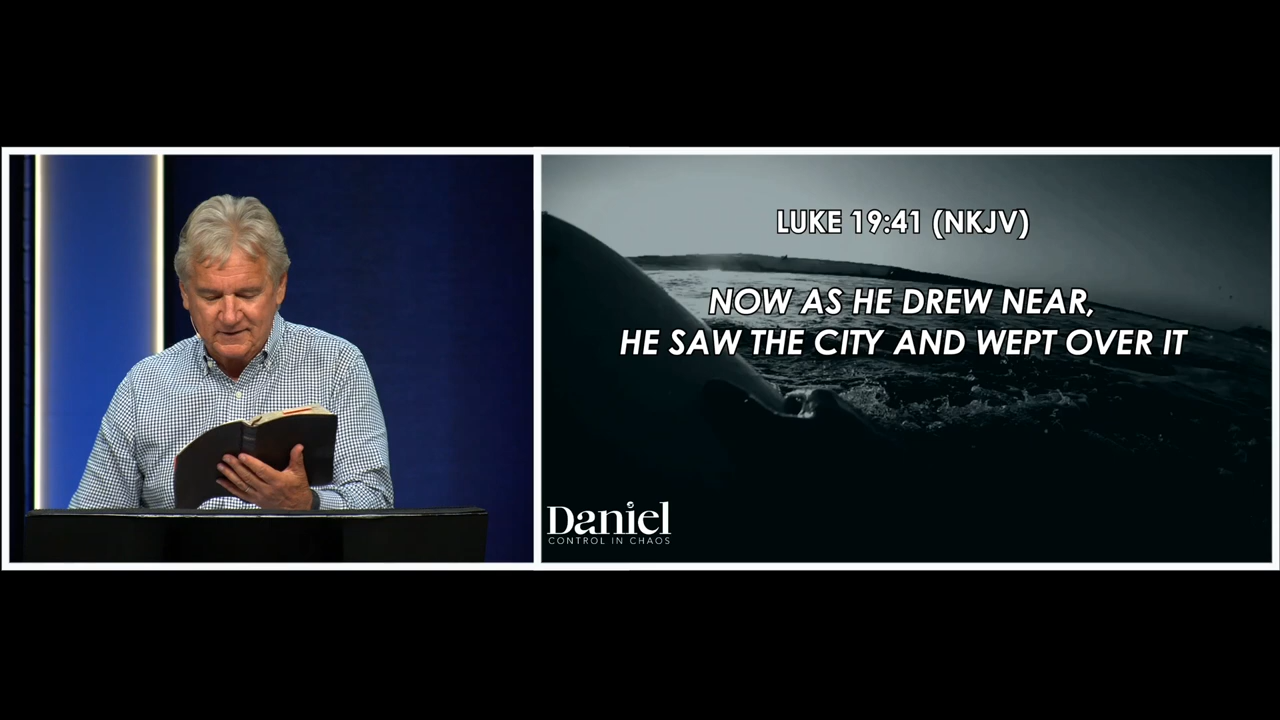 LUKE 19:41 (NKJV)
NOW AS HE DREW NEAR,
HE SAW THE CITY AND WEPT OVER IT
Daniel
CONTROL IN CHAOS